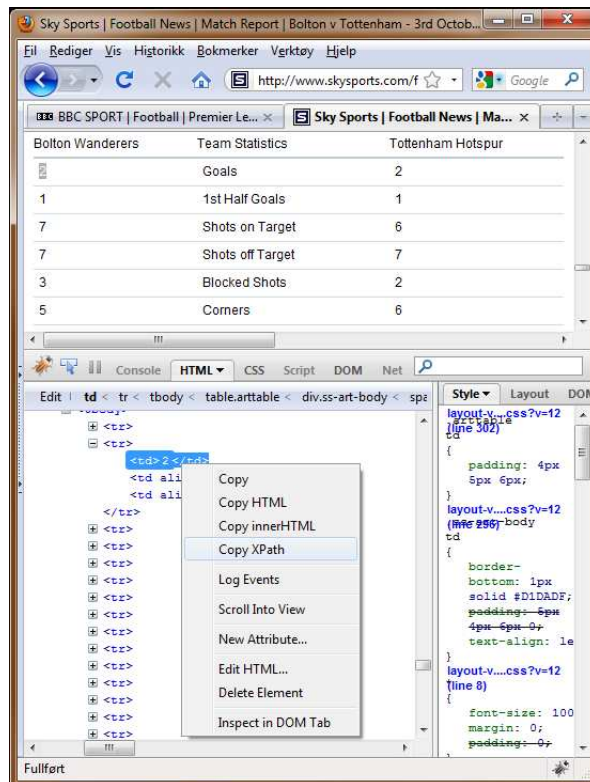 Sky Sports | Football News | Match Report | Bolton v Tottenham - 3rd Octob...
Fil Rediger Vis Historikk Bokmerker Verktøy Hjelp
http://www.skysports.com/f Google
BBC SPORT | Football | Premier Le... Sky Sports | Football News | Ma...
Bolton Wanderers Team Statistics Tottenham Hotspur
2 Goals 2
1 1st Half Goals 1
7 Shots on Target 6
7 Shots off Target 7
3 Blocked Shots 2
5 Corners 6
Console HTML CSS Script DOM Net
Edit td < tr < tbody < table.arttable < div.ss-art-body < spa
Style Layout DOM
<tr>
<tr>
<td>2</td>
<td ali
<td ali
</tr>
<tr>
<tr>
<tr>
<tr>
<tr>
<tr>
<tr>
<tr>
<tr>
<tr>
<tr>
<tr>
<tr>
Copy
Copy HTML
Copy innerHTML
Copy XPath
Log Events
Scroll Into View
New Attribute...
Edit HTML...
Delete Element
Inspect in DOM Tab
layout-v....css?v=12
(line 302)
.arttable
td
{
padding: 4px
5px 6px;
}
layout-v....css?v=12
td
{
border-
bottom: 1px
solid #D1DADF;
padding: 5px
4px 6px 0;
text-align: le
}
layout-v....css?v=12
(line 8)
{
font-size: 100
margin: 0;
padding: 0;
Fullført